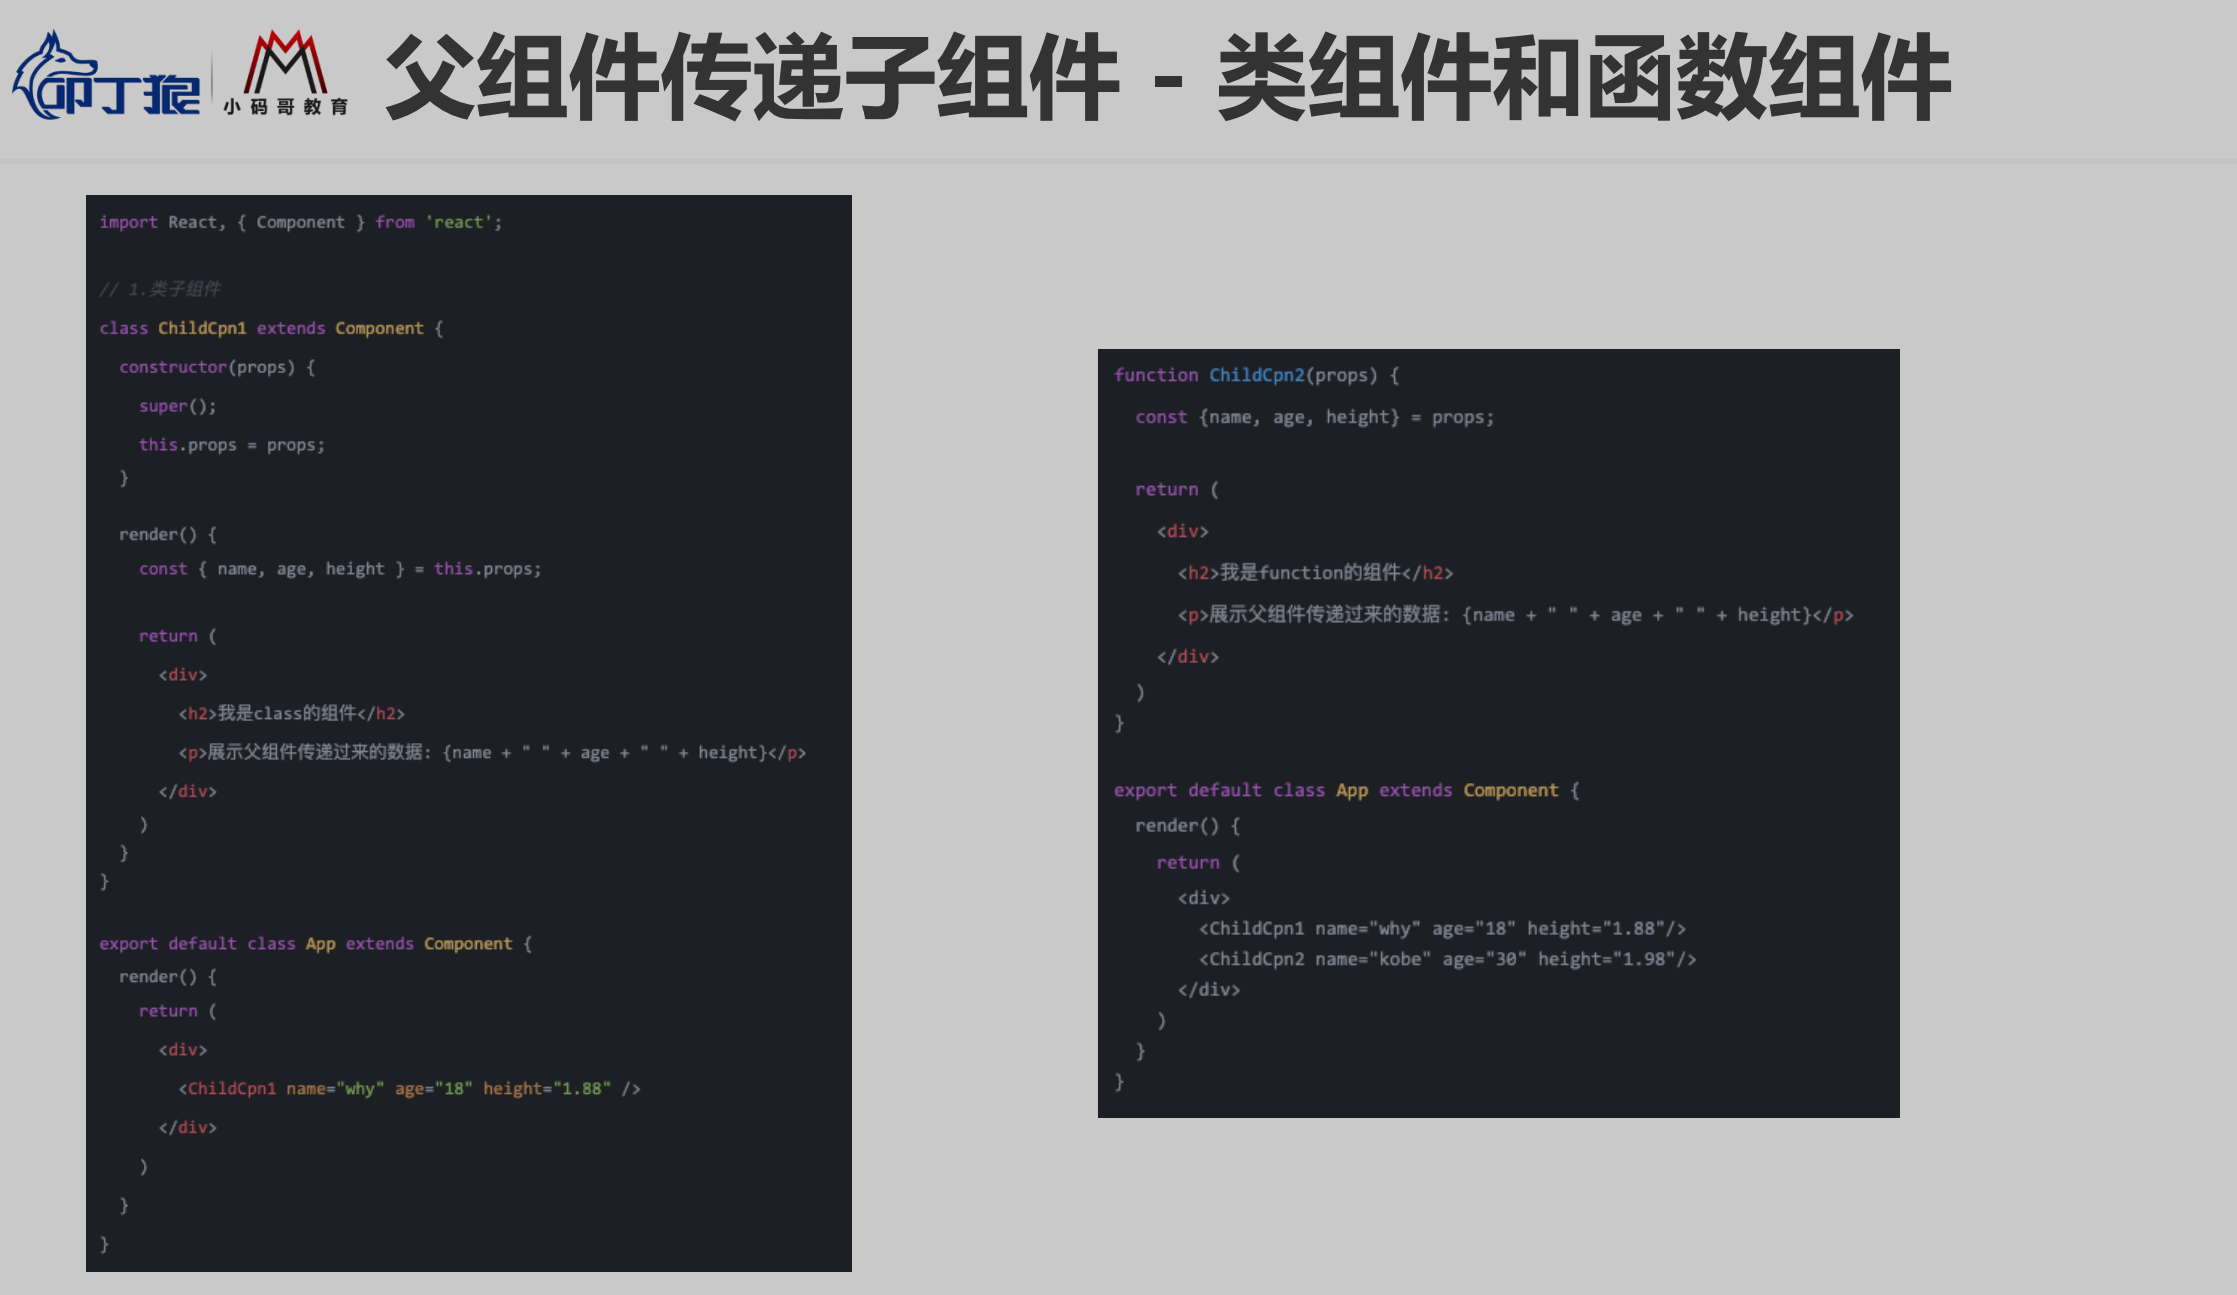 叩丁狼
小码哥教育
父组件传递子组件 - 类组件和函数组件
import React, { Component } from 'react';
// 1.类子组件
class ChildCpn1 extends Component {
constructor(props) {
super();
this.props = props;
}
render() {
const { name, age, height } = this.props;
return (
<div>
<h2>我是class的组件</h2>
<p>展示父组件传递过来的数据: {name + " " + age + " " + height}</p>
</div>
)
}
}
export default class App extends Component {
render() {
return (
<div>
<ChildCpn1 name="why" age="18" height="1.88" />
</div>
)
}
}
function ChildCpn2(props) {
const {name, age, height} = props;
return (
<div>
<h2>我是function的组件</h2>
<p>展示父组件传递过来的数据: {name + " " + age + " " + height}</p>
</div>
)
}
export default class App extends Component {
render() {
return (
<div>
<ChildCpn1 name="why" age="18" height="1.88"/>
<ChildCpn2 name="kobe" age="30" height="1.98"/>
</div>
)
}
}